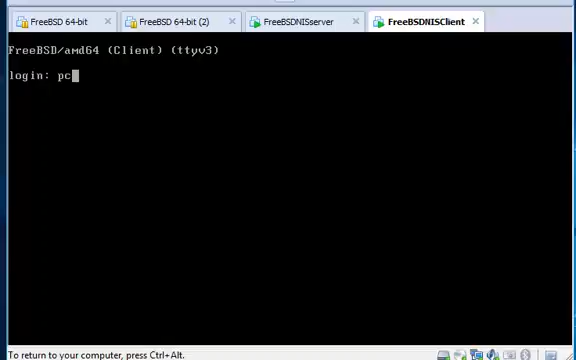 FreeBSD 64-bit
FreeBSD 64-bit (2)
FreeBSDNISserver
FreeBSDNISClient
FreeBSD/amd64 (Client) (ttyv3)
login: pc
To return to your computer, press Ctrl+Alt.